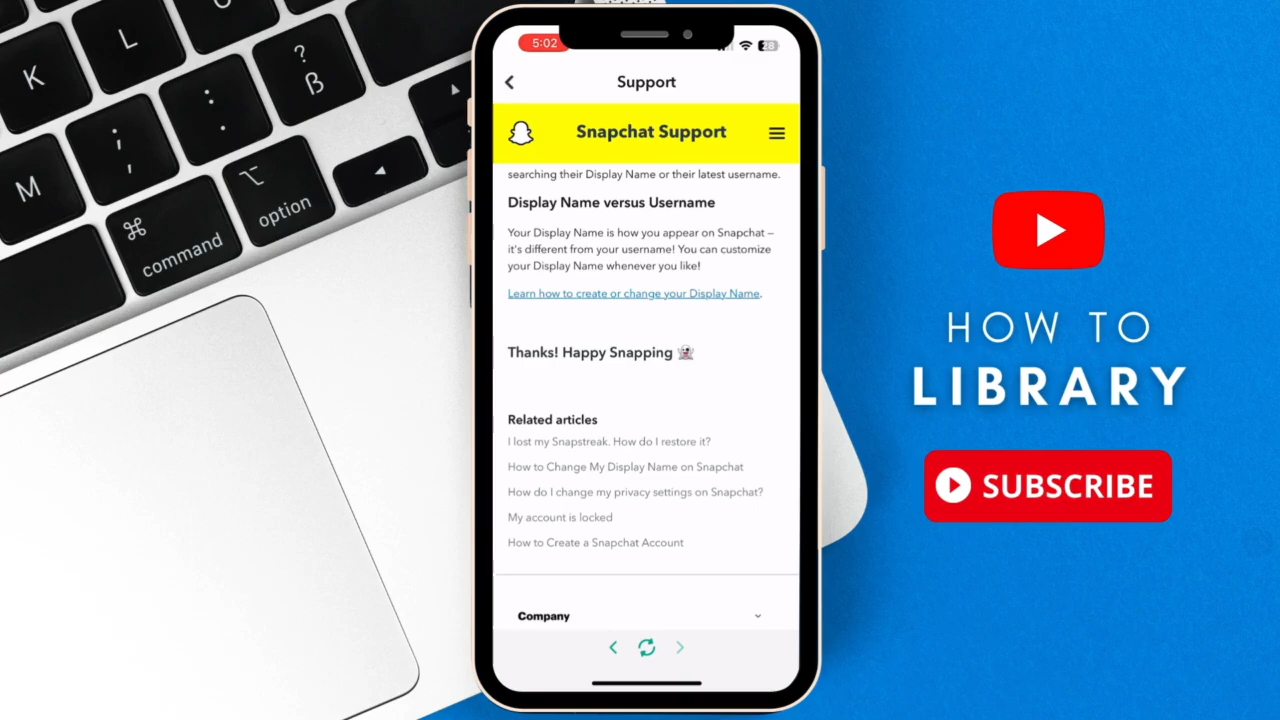 L
K
?
ß
:
.
;
,
M
⌥
option
⌘
command
▲
◄
5:02
28
Support
Snapchat Support
searching their Display Name or their latest username.
Display Name versus Username
Your Display Name is how you appear on Snapchat –
it's different from your username! You can customize
your Display Name whenever you like!
Learn how to create or change your Display Name.
Thanks! Happy Snapping 👻
Related articles
I lost my Snapstreak. How do I restore it?
How to Change My Display Name on Snapchat
How do I change my privacy settings on Snapchat?
My account is locked
How to Create a Snapchat Account
Company
HOW TO
LIBRARY
SUBSCRIBE